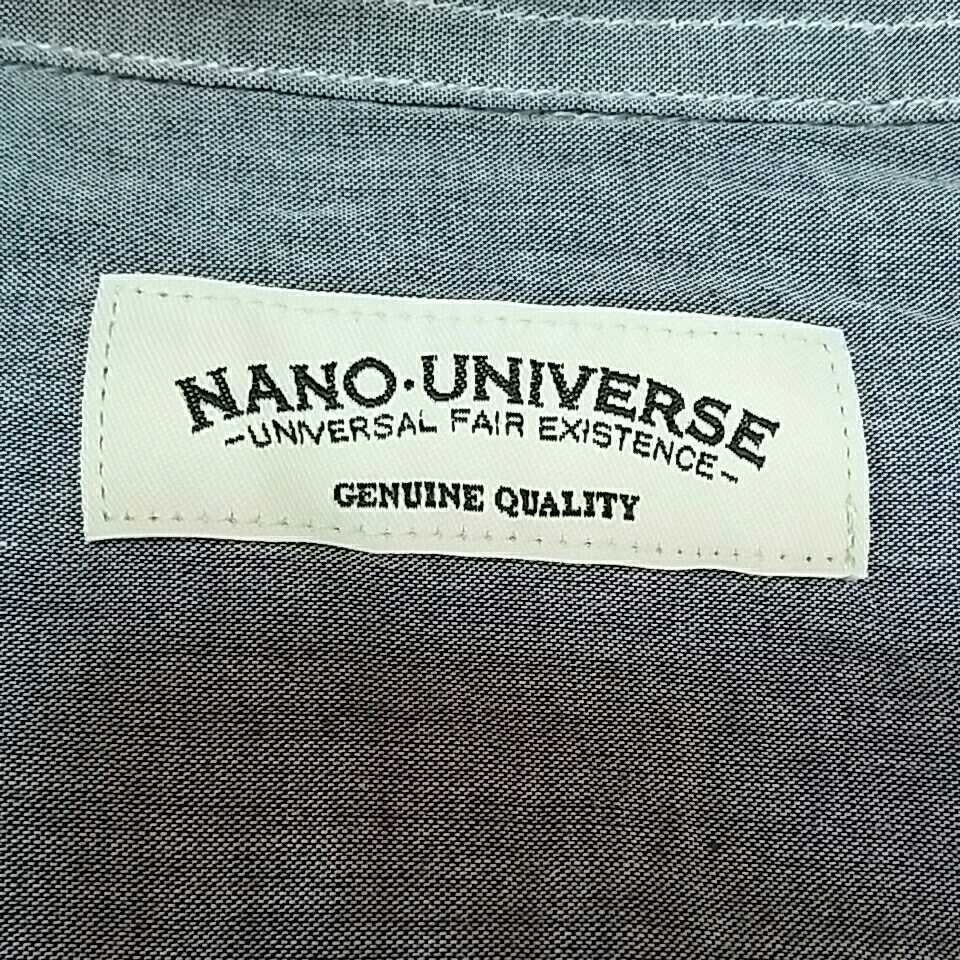 NANO·UNIVERSE
-UNIVERSAL FAIR EXISTENCE-
GENUINE QUALITY